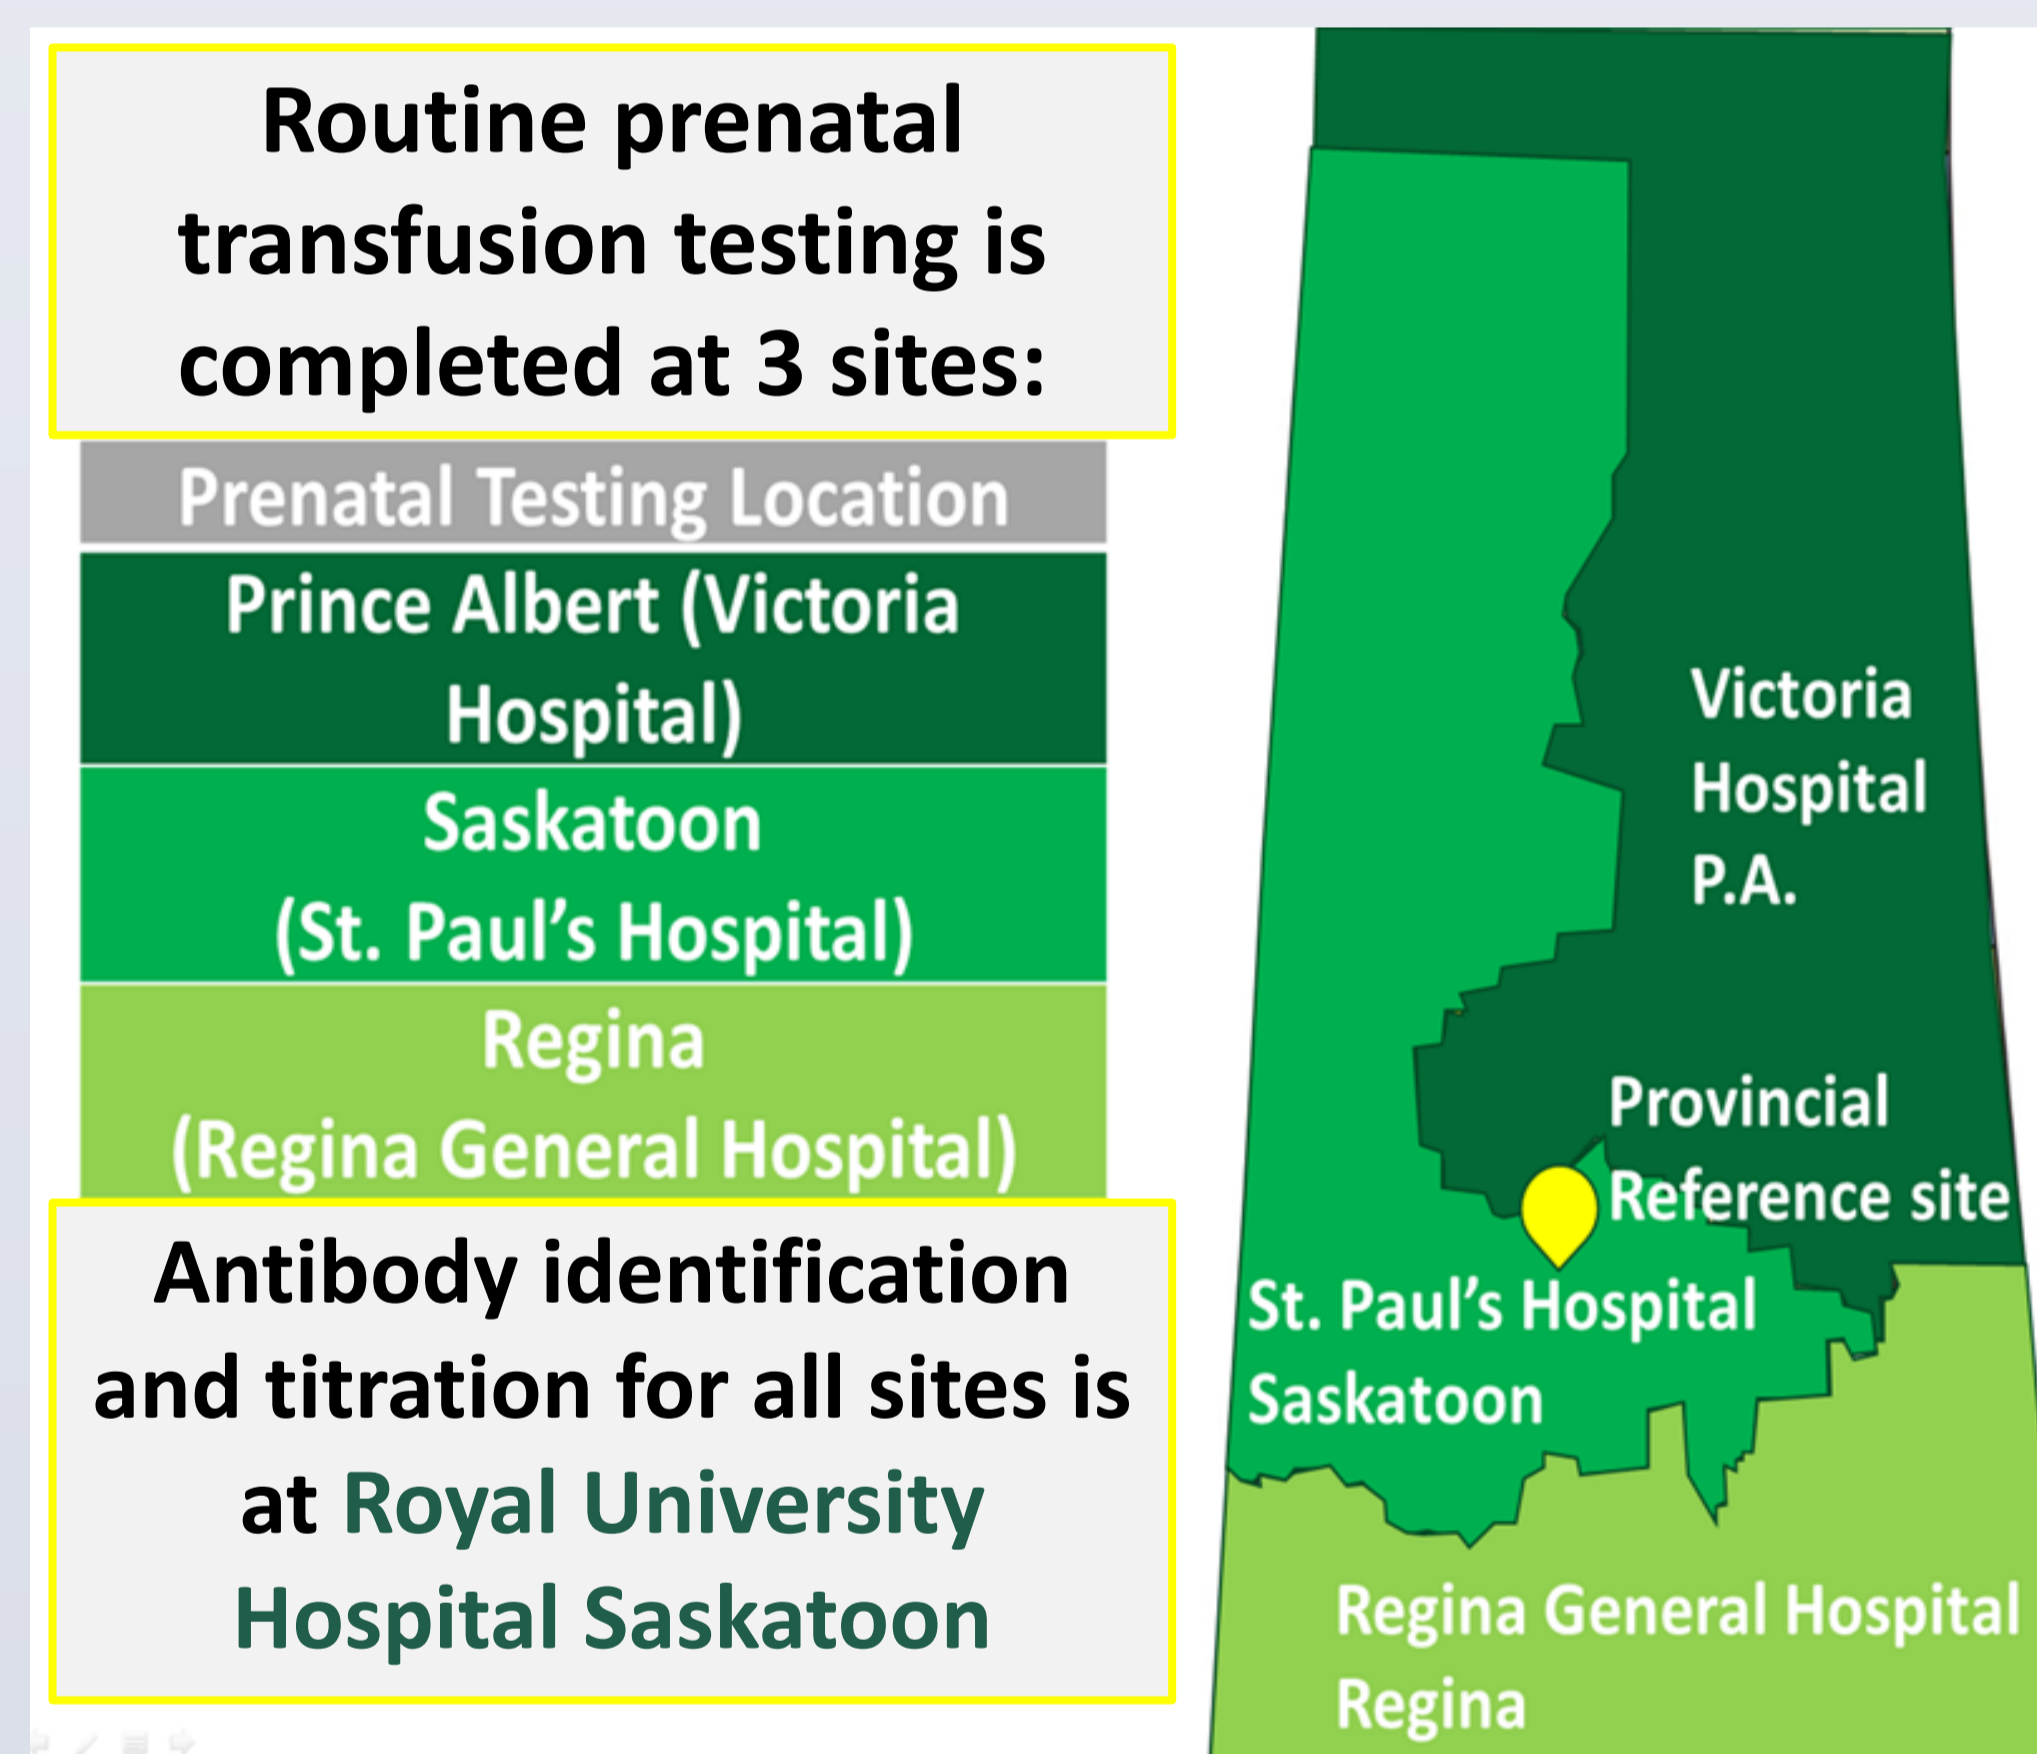 Routine prenatal
transfusion testing is
completed at 3 sites:
Prenatal Testing Location
Prince Albert (Victoria
Hospital)
Saskatoon
(St. Paul’s Hospital)
Regina
(Regina General Hospital)
Antibody identification
and titration for all sites is
at Royal University
Hospital Saskatoon
Victoria
Hospital
P.A.
Provincial
Reference site
St. Paul’s Hospital
Saskatoon
Regina General Hospital
Regina